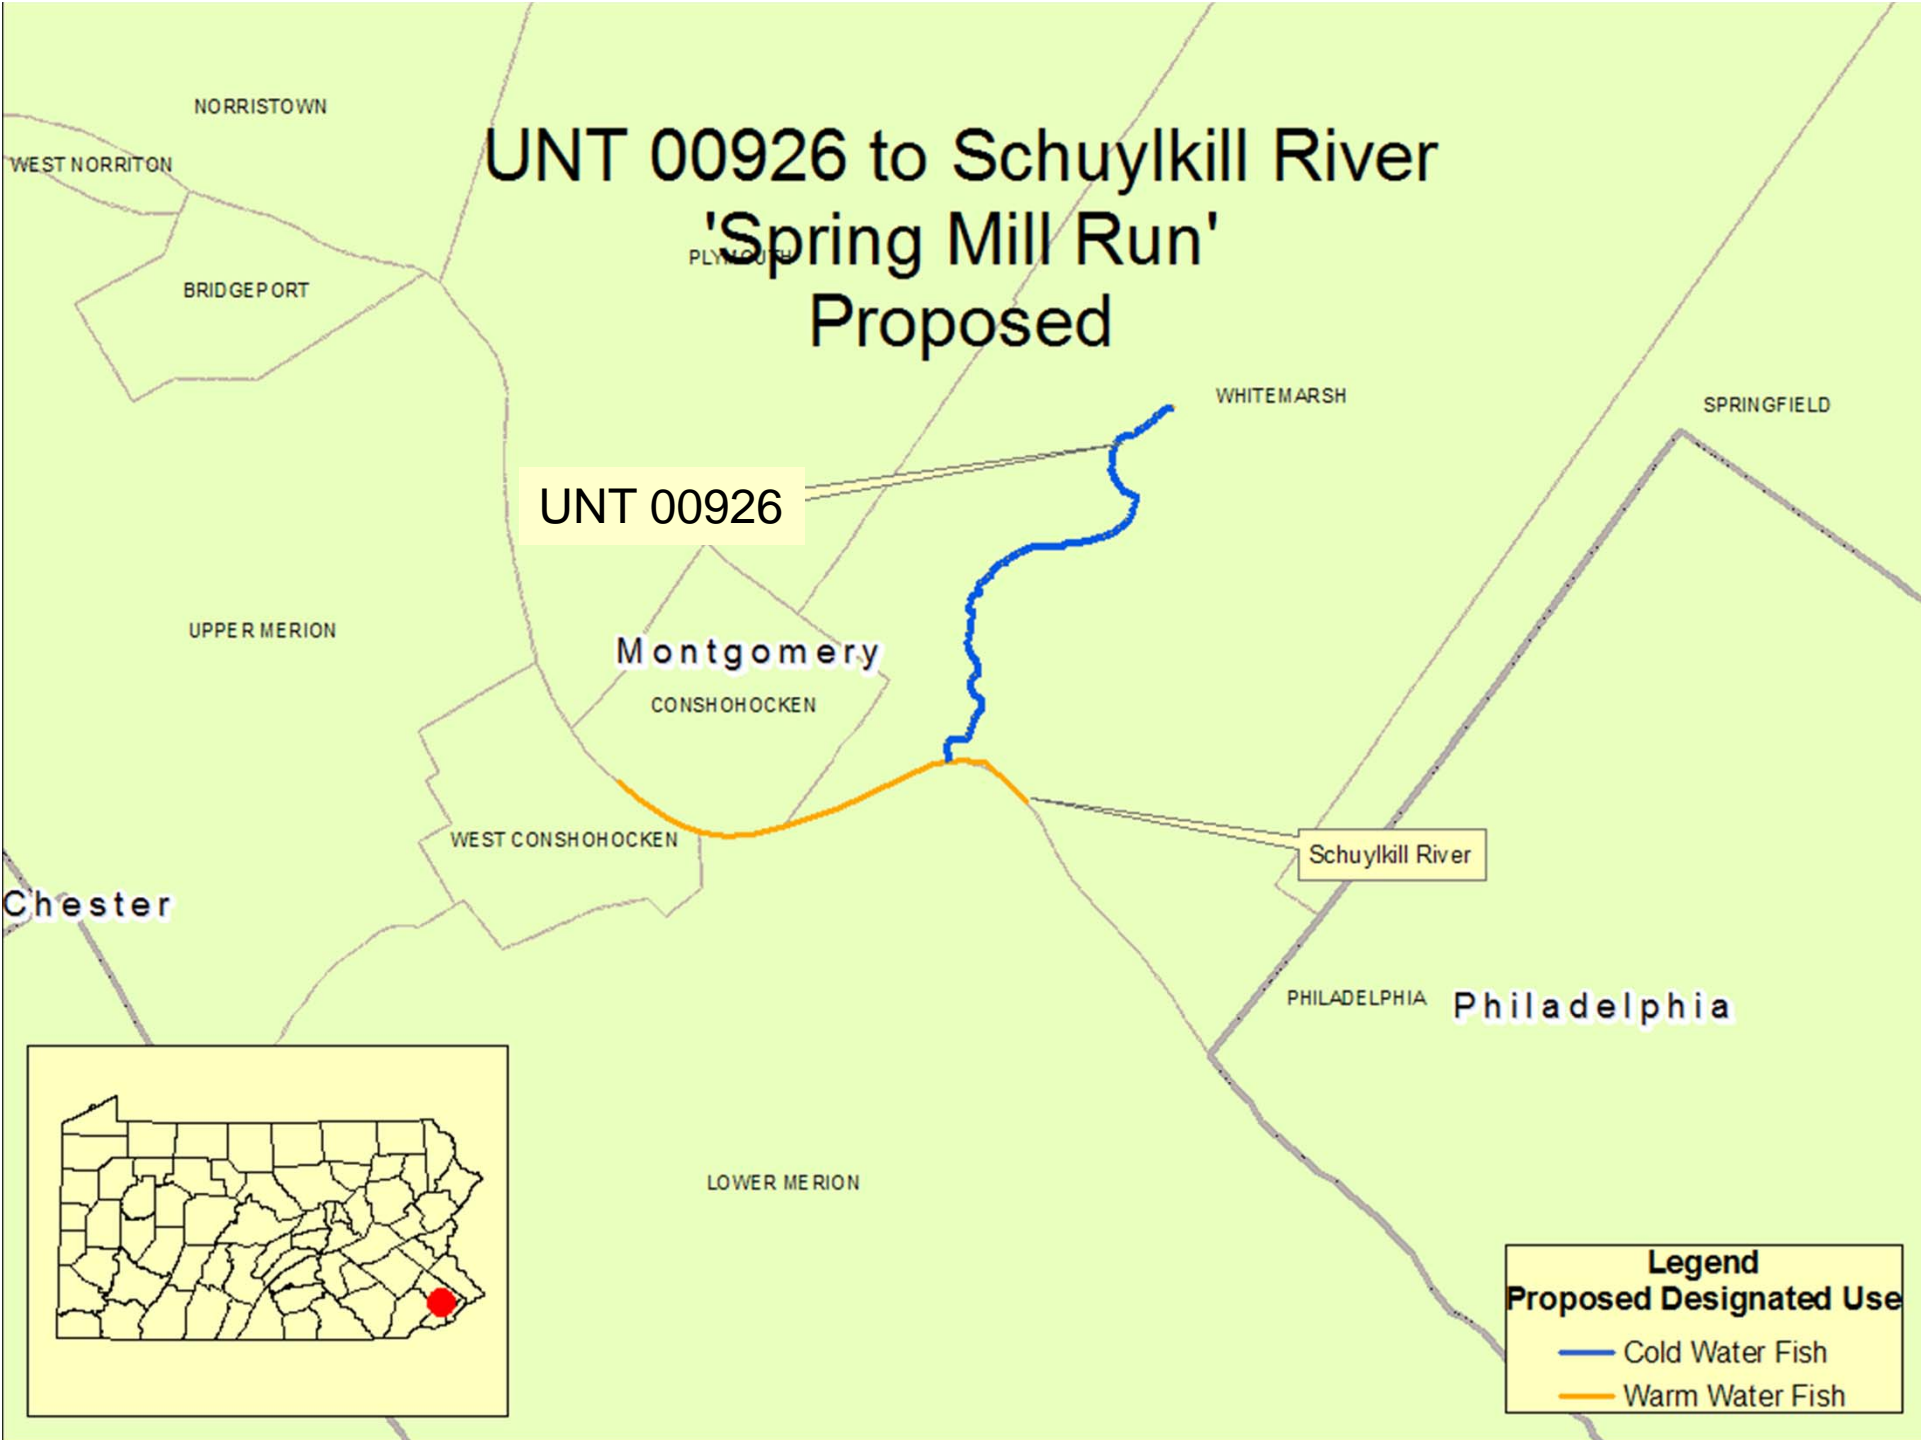 NORRISTOWN
WEST NORRITON
UNT 00926 to Schuylkill River
'Spring Mill Run'
PLYMOUTH
BRIDGEPORT
Proposed
WHITEMARSH
SPRINGFIELD
UNT 00926
UPPER MERION
Montgomery
CONSHOHOCKEN
WEST CONSHOHOCKEN
Schuylkill River
Chester
PHILADELPHIA
Philadelphia
LOWER MERION
Legend
Proposed Designated Use
Cold Water Fish
Warm Water Fish